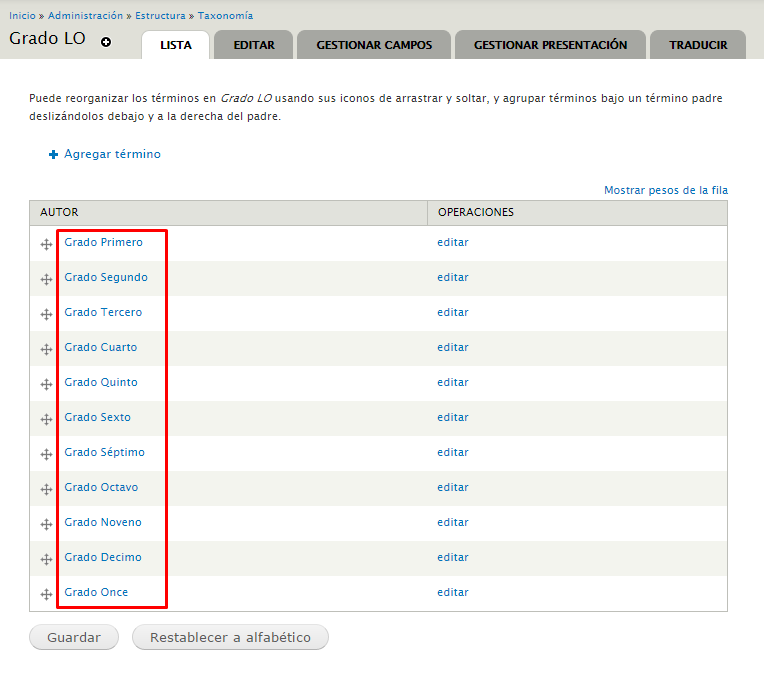 Inicio » Administración » Estructura » Taxonomía
Grado LO
LISTA EDITAR GESTIONAR CAMPOS GESTIONAR PRESENTACIÓN TRADUCIR
Puede reorganizar los términos en Grado LO usando sus iconos de arrastrar y soltar, y agrupar términos bajo un término padre
deslizándolos debajo y a la derecha del padre.
Agregar término
Mostrar pesos de la fila
AUTOR OPERACIONES
Grado Primero editar
Grado Segundo editar
Grado Tercero editar
Grado Cuarto editar
Grado Quinto editar
Grado Sexto editar
Grado Séptimo editar
Grado Octavo editar
Grado Noveno editar
Grado Decimo editar
Grado Once editar
Guardar Restablecer a alfabético